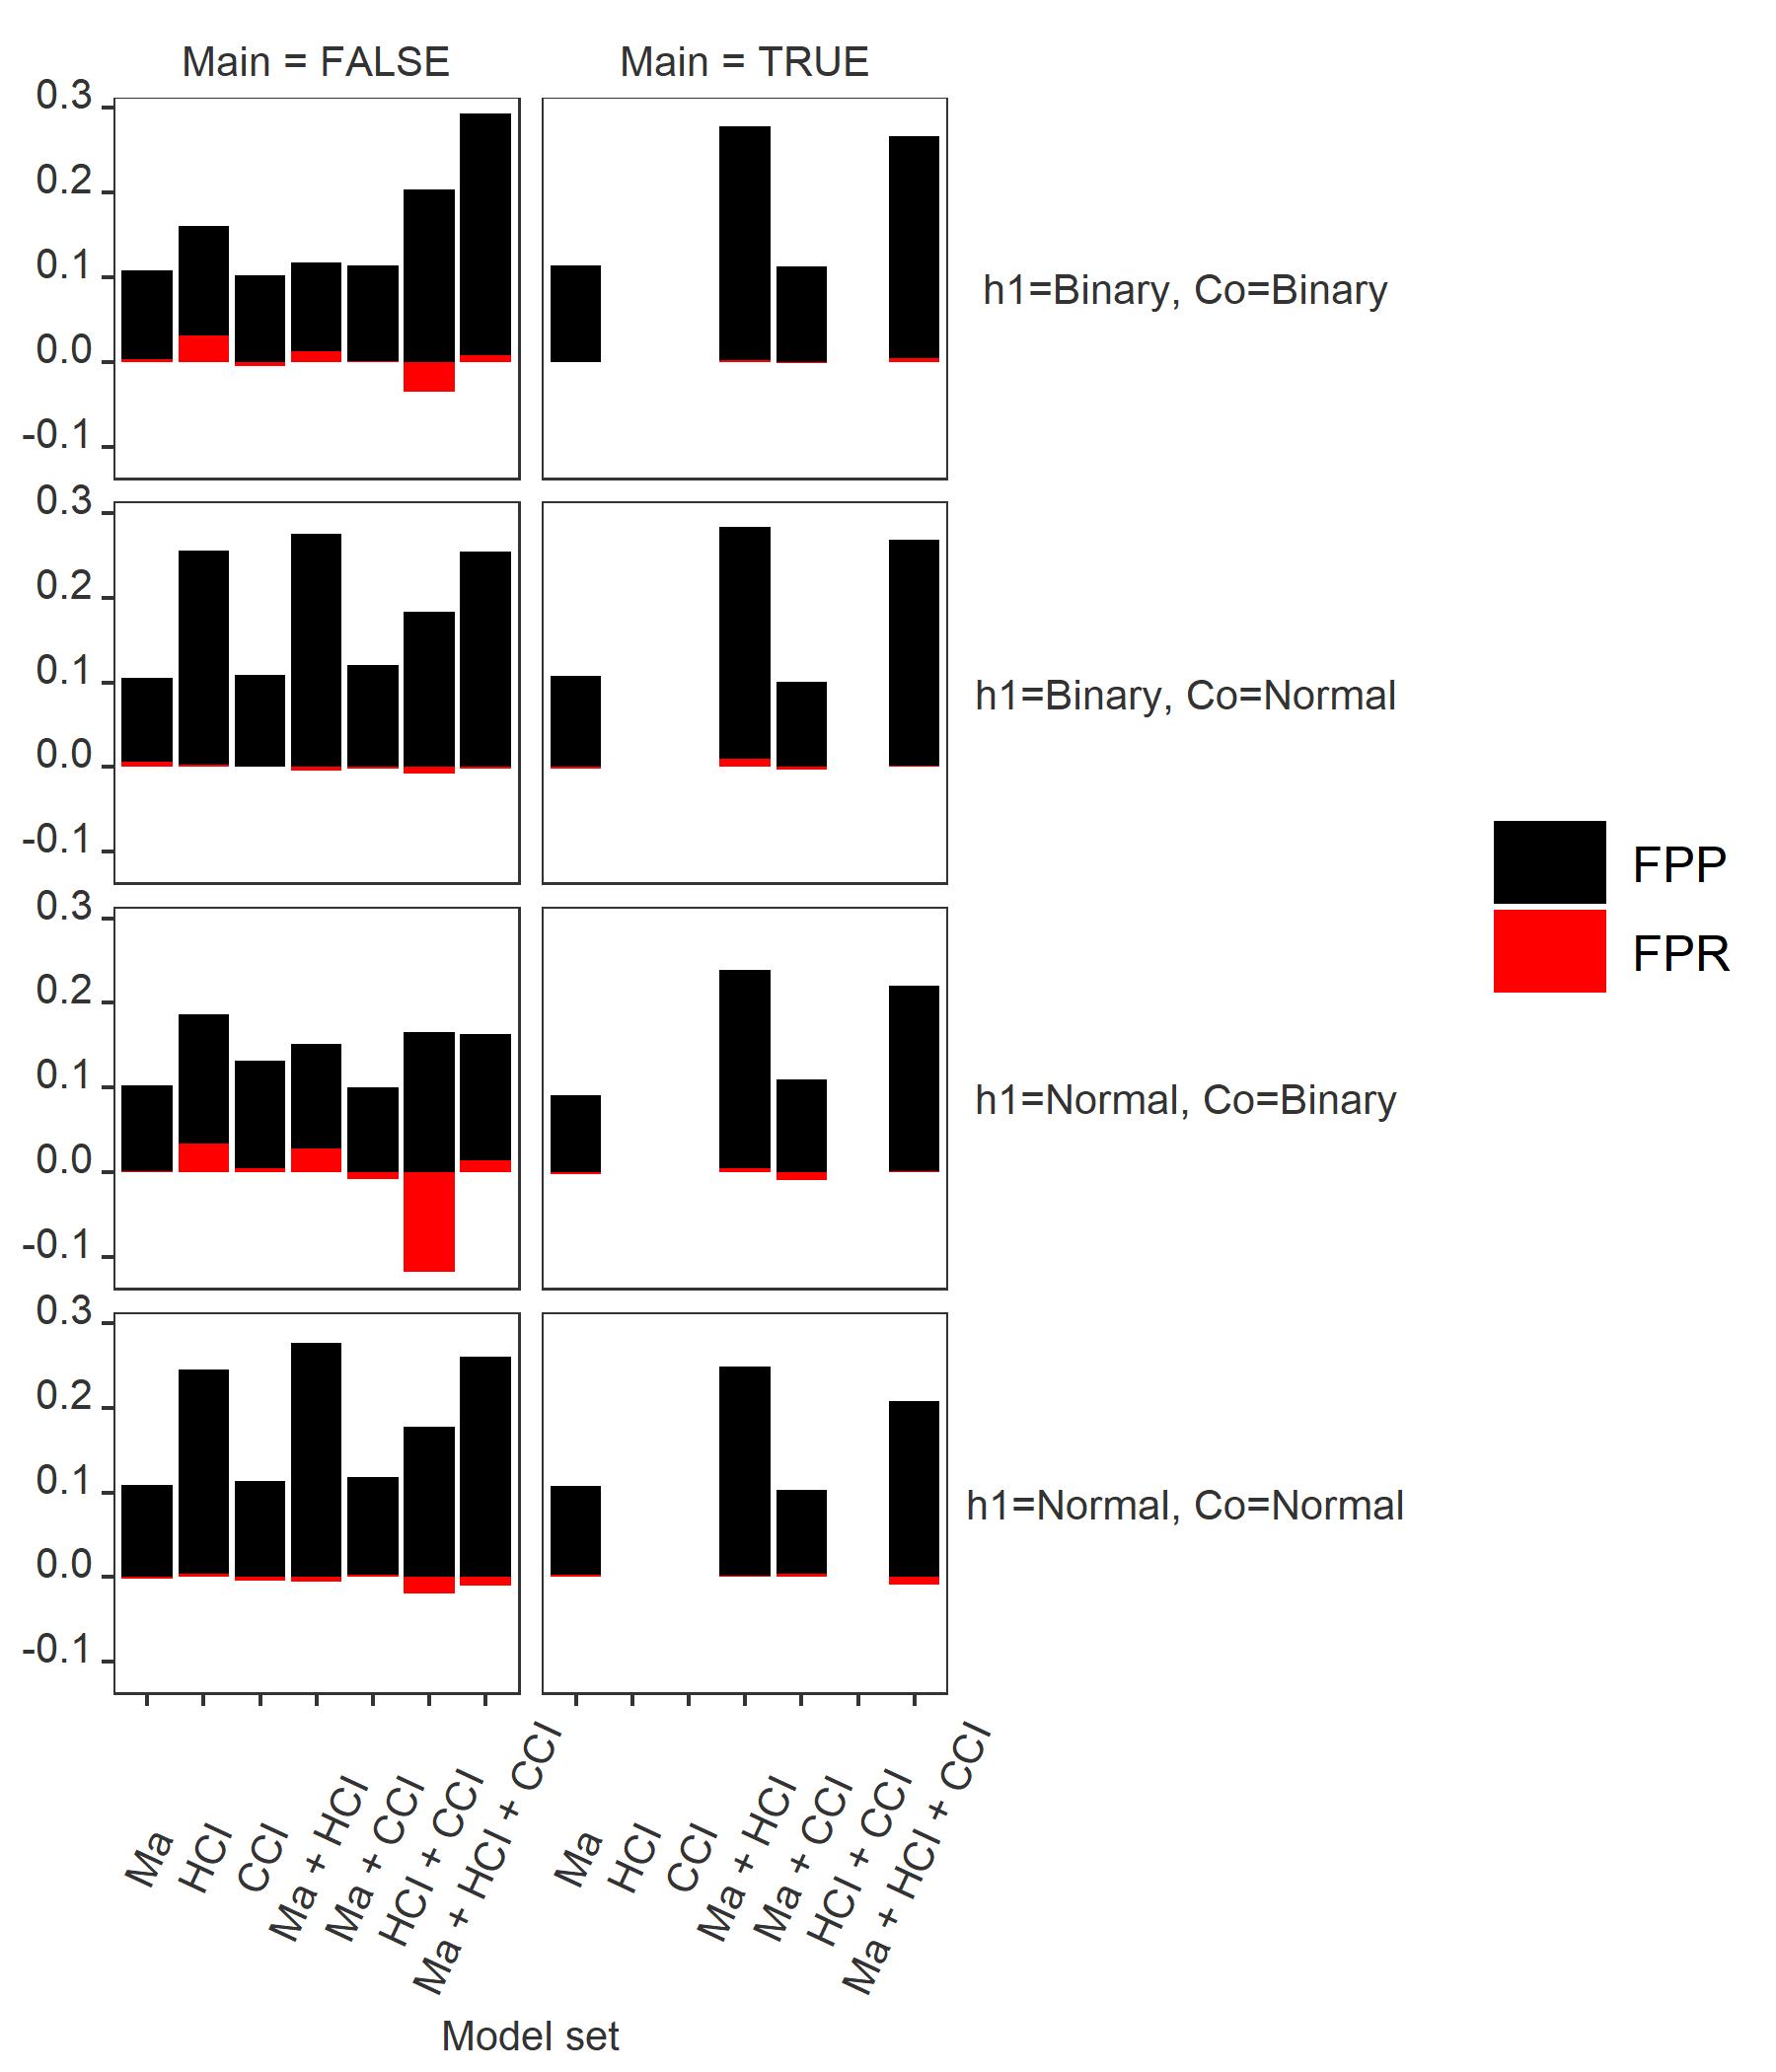 Main = FALSE
Main = TRUE
0.3
0.2
0.1
0.0
-0.1
h1=Binary, Co=Binary
0.3
0.2
0.1
0.0
-0.1
h1=Binary, Co=Normal
0.3
0.2
0.1
0.0
-0.1
h1=Normal, Co=Binary
0.3
0.2
0.1
0.0
-0.1
h1=Normal, Co=Normal
FPP
FPR
Ma
HCI
CCI
Ma + HCI
Ma + CCI
HCI + CCI
Ma + HCI + CCI
Ma
HCI
CCI
Ma + HCI
Ma + CCI
HCI + CCI
Ma + HCI + CCI
Model set